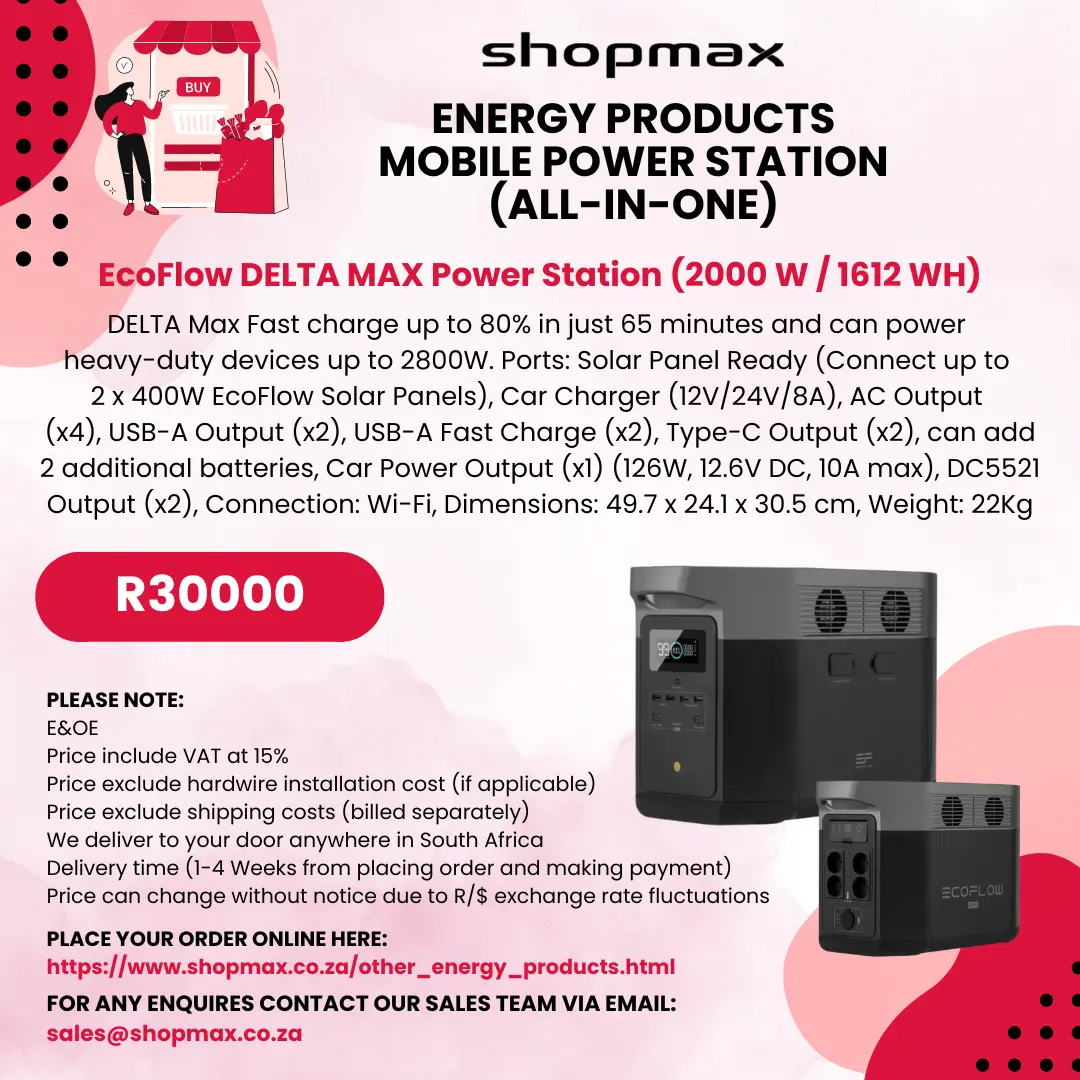 BUY
shopmax
ENERGY PRODUCTS
MOBILE POWER STATION
(ALL-IN-ONE)
EcoFlow DELTA MAX Power Station (2000 W / 1612 WH)
DELTA Max Fast charge up to 80% in just 65 minutes and can power
heavy-duty devices up to 2800W. Ports: Solar Panel Ready (Connect up to
2 x 400W EcoFlow Solar Panels), Car Charger (12V/24V/8A), AC Output
(x4), USB-A Output (x2), USB-A Fast Charge (x2), Type-C Output (x2), can add
2 additional batteries, Car Power Output (x1) (126W, 12.6V DC, 10A max), DC5521
Output (x2), Connection: Wi-Fi, Dimensions: 49.7 x 24.1 x 30.5 cm, Weight: 22Kg
R30000
99
PLEASE NOTE:
E&OE
Price include VAT at 15%
Price exclude hardwire installation cost (if applicable)
Price exclude shipping costs (billed separately)
We deliver to your door anywhere in South Africa
Delivery time (1-4 Weeks from placing order and making payment)
Price can change without notice due to R/$ exchange rate fluctuations
ECOFLOW
PLACE YOUR ORDER ONLINE HERE:
https://www.shopmax.co.za/other_energy_products.html
FOR ANY ENQUIRES CONTACT OUR SALES TEAM VIA EMAIL:
sales@shopmax.co.za